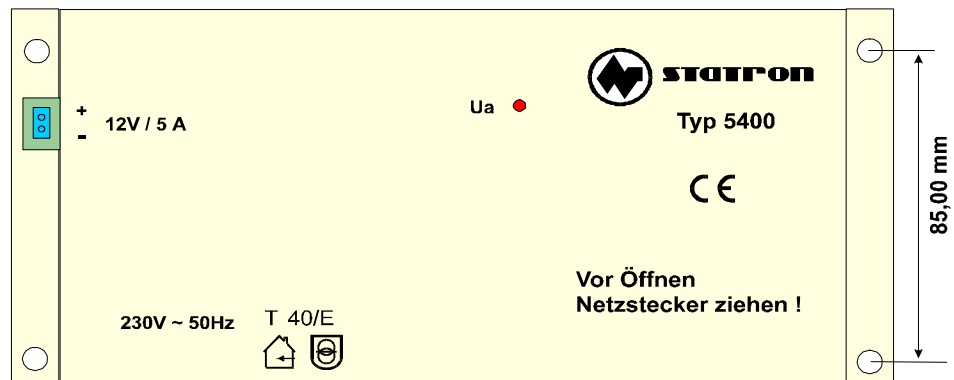 statron
Typ 5400
+
-
12V / 5 A
Ua
CE
85,00 mm
Vor Öffnen
Netzstecker ziehen !
230V ~ 50Hz
T 40/E